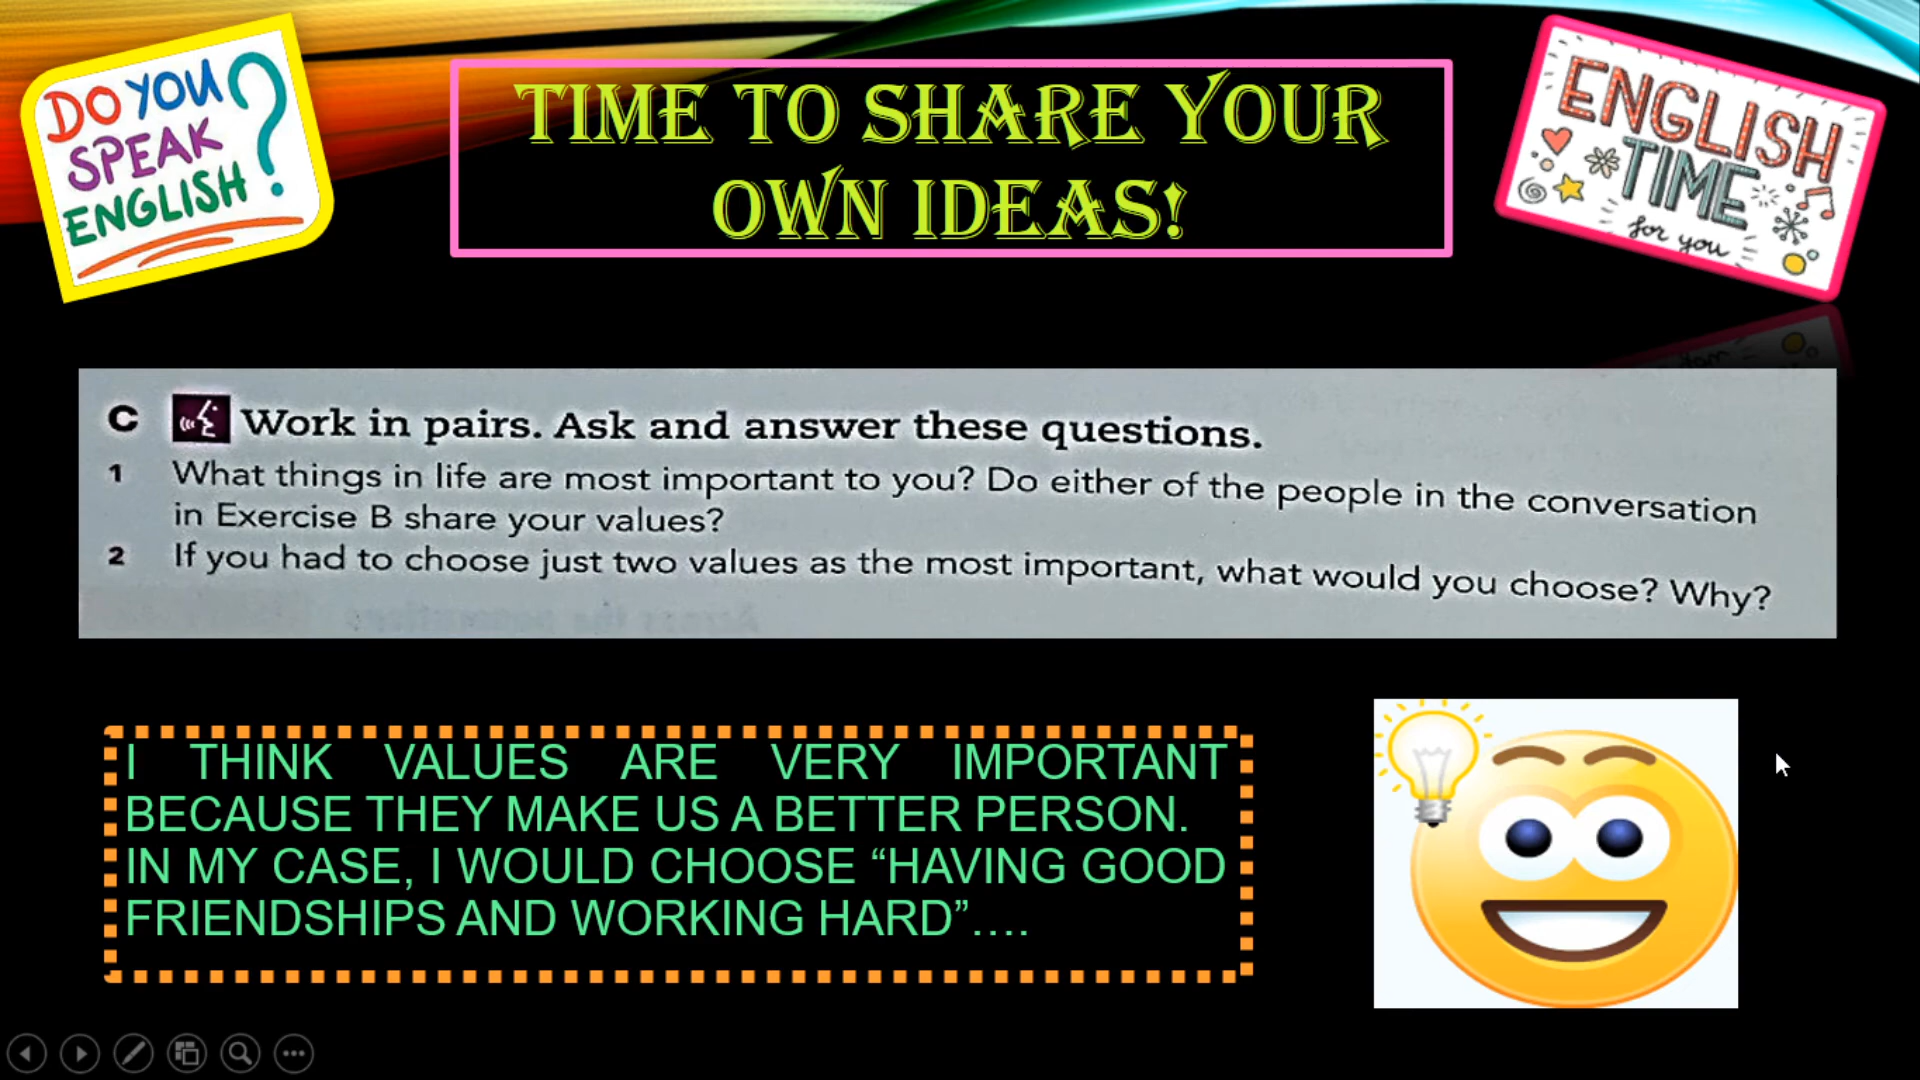 DO YOU
SPEAK
ENGLISH?
TIME TO SHARE YOUR
OWN IDEAS!
ENGLISH
TIME
for you
C Work in pairs. Ask and answer these questions.
1 What things in life are most important to you? Do either of the people in the conversation
in Exercise B share your values?
2 If you had to choose just two values as the most important, what would you choose? Why?
I THINK VALUES ARE VERY IMPORTANT
BECAUSE THEY MAKE US A BETTER PERSON.
IN MY CASE, I WOULD CHOOSE “HAVING GOOD
FRIENDSHIPS AND WORKING HARD”....